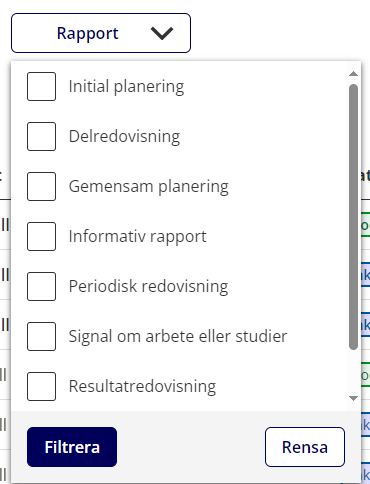 Rapport
Initial planering
Delredovisning
Gemensam planering
Informativ rapport
Periodisk redovisning
Signal om arbete eller studier
Resultatredovisning
Filtrera
Rensa